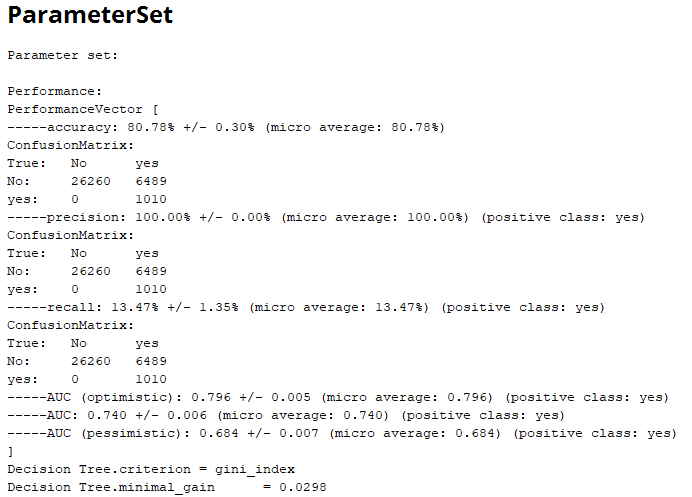 ParameterSet
Parameter set:
Performance:
PerformanceVector [
-----accuracy: 80.78% +/- 0.30% (micro average: 80.78%)
ConfusionMatrix:
True: No yes
No: 26260 6489
yes: 0 1010
-----precision: 100.00% +/- 0.00% (micro average: 100.00%) (positive class: yes)
ConfusionMatrix:
True: No yes
No: 26260 6489
yes: 0 1010
-----recall: 13.47% +/- 1.35% (micro average: 13.47%) (positive class: yes)
ConfusionMatrix:
True: No yes
No: 26260 6489
yes: 0 1010
-----AUC (optimistic): 0.796 +/- 0.005 (micro average: 0.796) (positive class: yes)
-----AUC: 0.740 +/- 0.006 (micro average: 0.740) (positive class: yes)
-----AUC (pessimistic): 0.684 +/- 0.007 (micro average: 0.684) (positive class: yes)
]
Decision Tree.criterion = gini_index
Decision Tree.minimal_gain = 0.0298